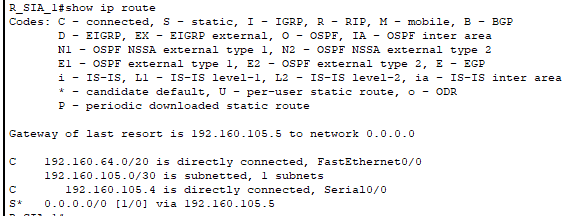 R_SIA_1#show ip route
Codes: C - connected, S - static, I - IGRP, R - RIP, M - mobile, B - BGP
       D - EIGRP, EX - EIGRP external, O - OSPF, IA - OSPF inter area
       N1 - OSPF NSSA external type 1, N2 - OSPF NSSA external type 2
       E1 - OSPF external type 1, E2 - OSPF external type 2, E - EGP
       i - IS-IS, L1 - IS-IS level-1, L2 - IS-IS level-2, ia - IS-IS inter area
       * - candidate default, U - per-user static route, o - ODR
       P - periodic downloaded static route
Gateway of last resort is 192.160.105.5 to network 0.0.0.0
C    192.160.64.0/20 is directly connected, FastEthernet0/0
     192.160.105.0/30 is subnetted, 1 subnets
C       192.160.105.4 is directly connected, Serial0/0
S*   0.0.0.0/0 [1/0] via 192.160.105.5